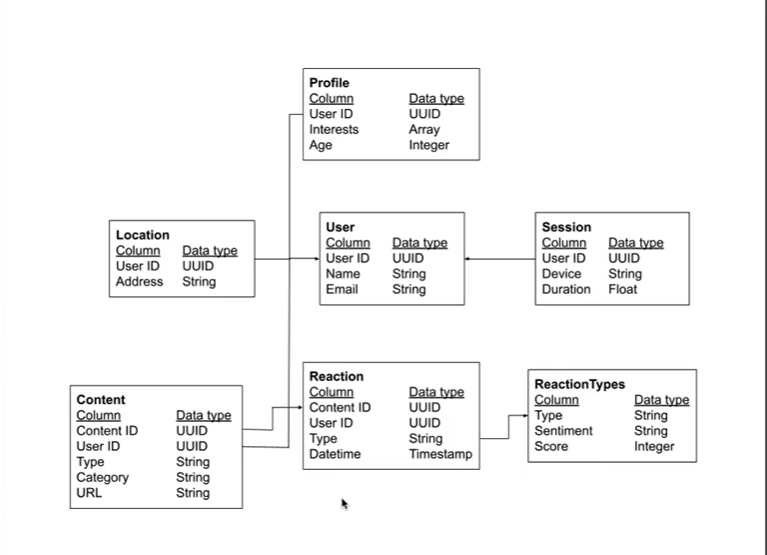 Profile
Column Data type
User ID UUID
Interests Array
Age Integer
Location
Column Data type
User ID UUID
Address String
User
Column Data type
User ID UUID
Name String
Email String
Session
Column Data type
User ID UUID
Device String
Duration Float
Content
Column Data type
Content ID UUID
User ID UUID
Type String
Category String
URL String
Reaction
Column Data type
Content ID UUID
User ID UUID
Type String
Datetime Timestamp
ReactionTypes
Column Data type
Type String
Sentiment String
Score Integer